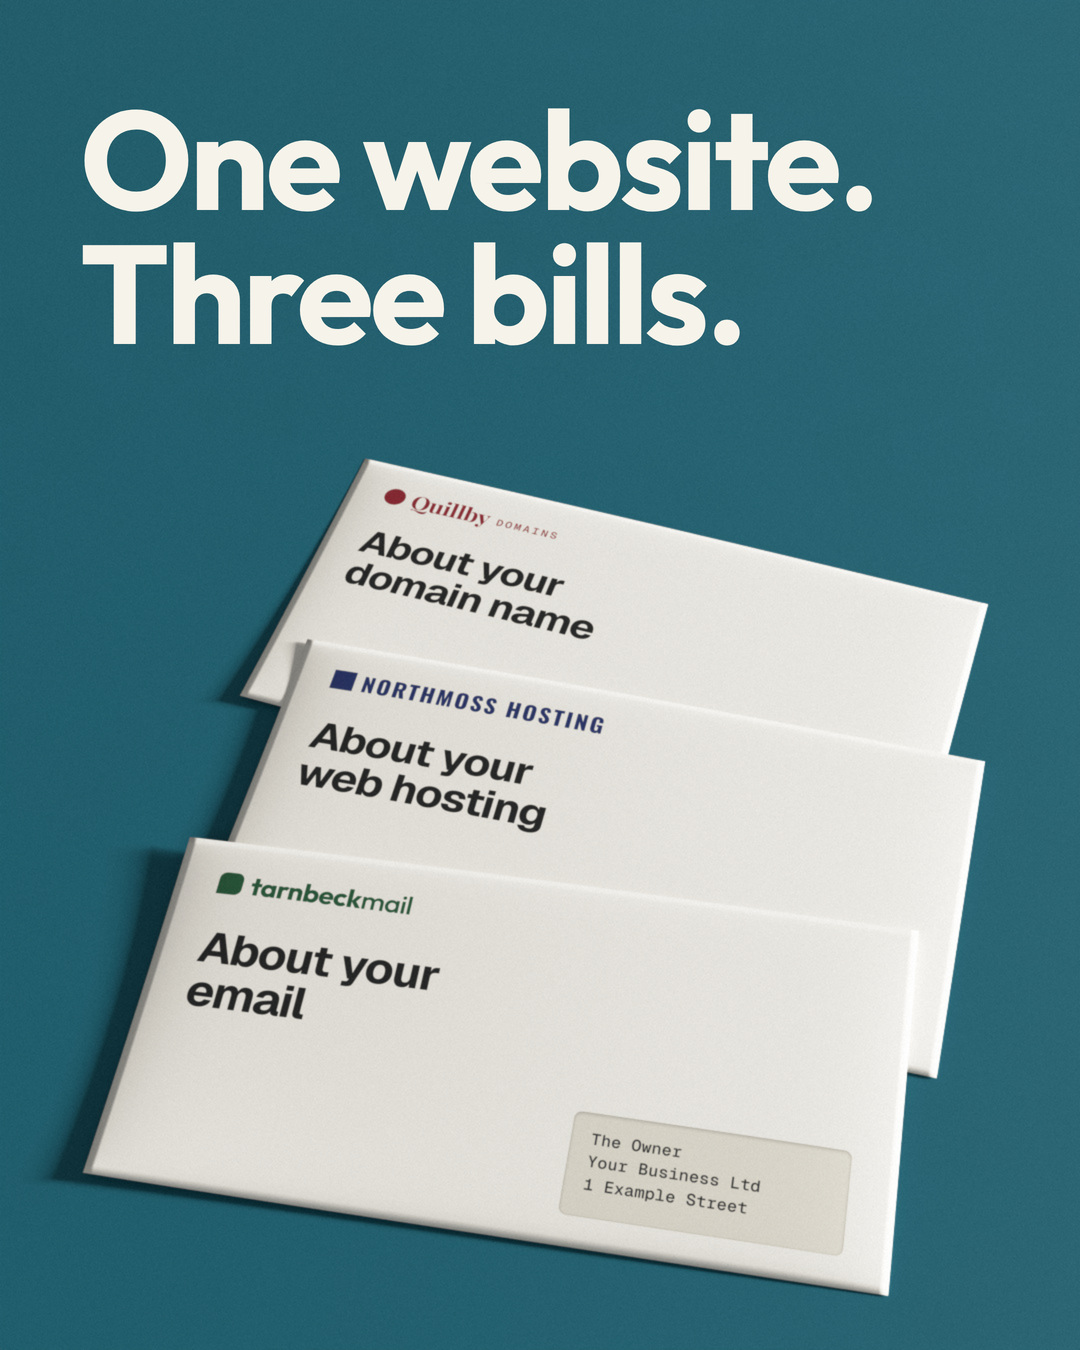 One website.
Three bills.
Quillby DOMAINS
About your
domain name
NORTHMOSS HOSTING
About your
web hosting
tarnbeckmail
About your
email
The Owner
Your Business Ltd
1 Example Street